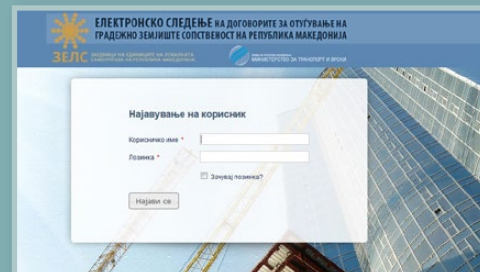 ЕЛЕКТРОНСКО СЛЕДЕЊЕ НА ДОГОВОРИТЕ ЗА ОТУЃУВАЊЕ НА
ГРАДЕЖНО ЗЕМЈИШТЕ СОПСТВЕНОСТ НА РЕПУБЛИКА МАКЕДОНИЈА
ЗЕЛС
МИНИСТЕРСТВО ЗА ТРАНСПОРТ И ВРСКИ
Најавување на корисник
Корисничко име *
Лозинка *
Зачувај лозинка?
Најави се